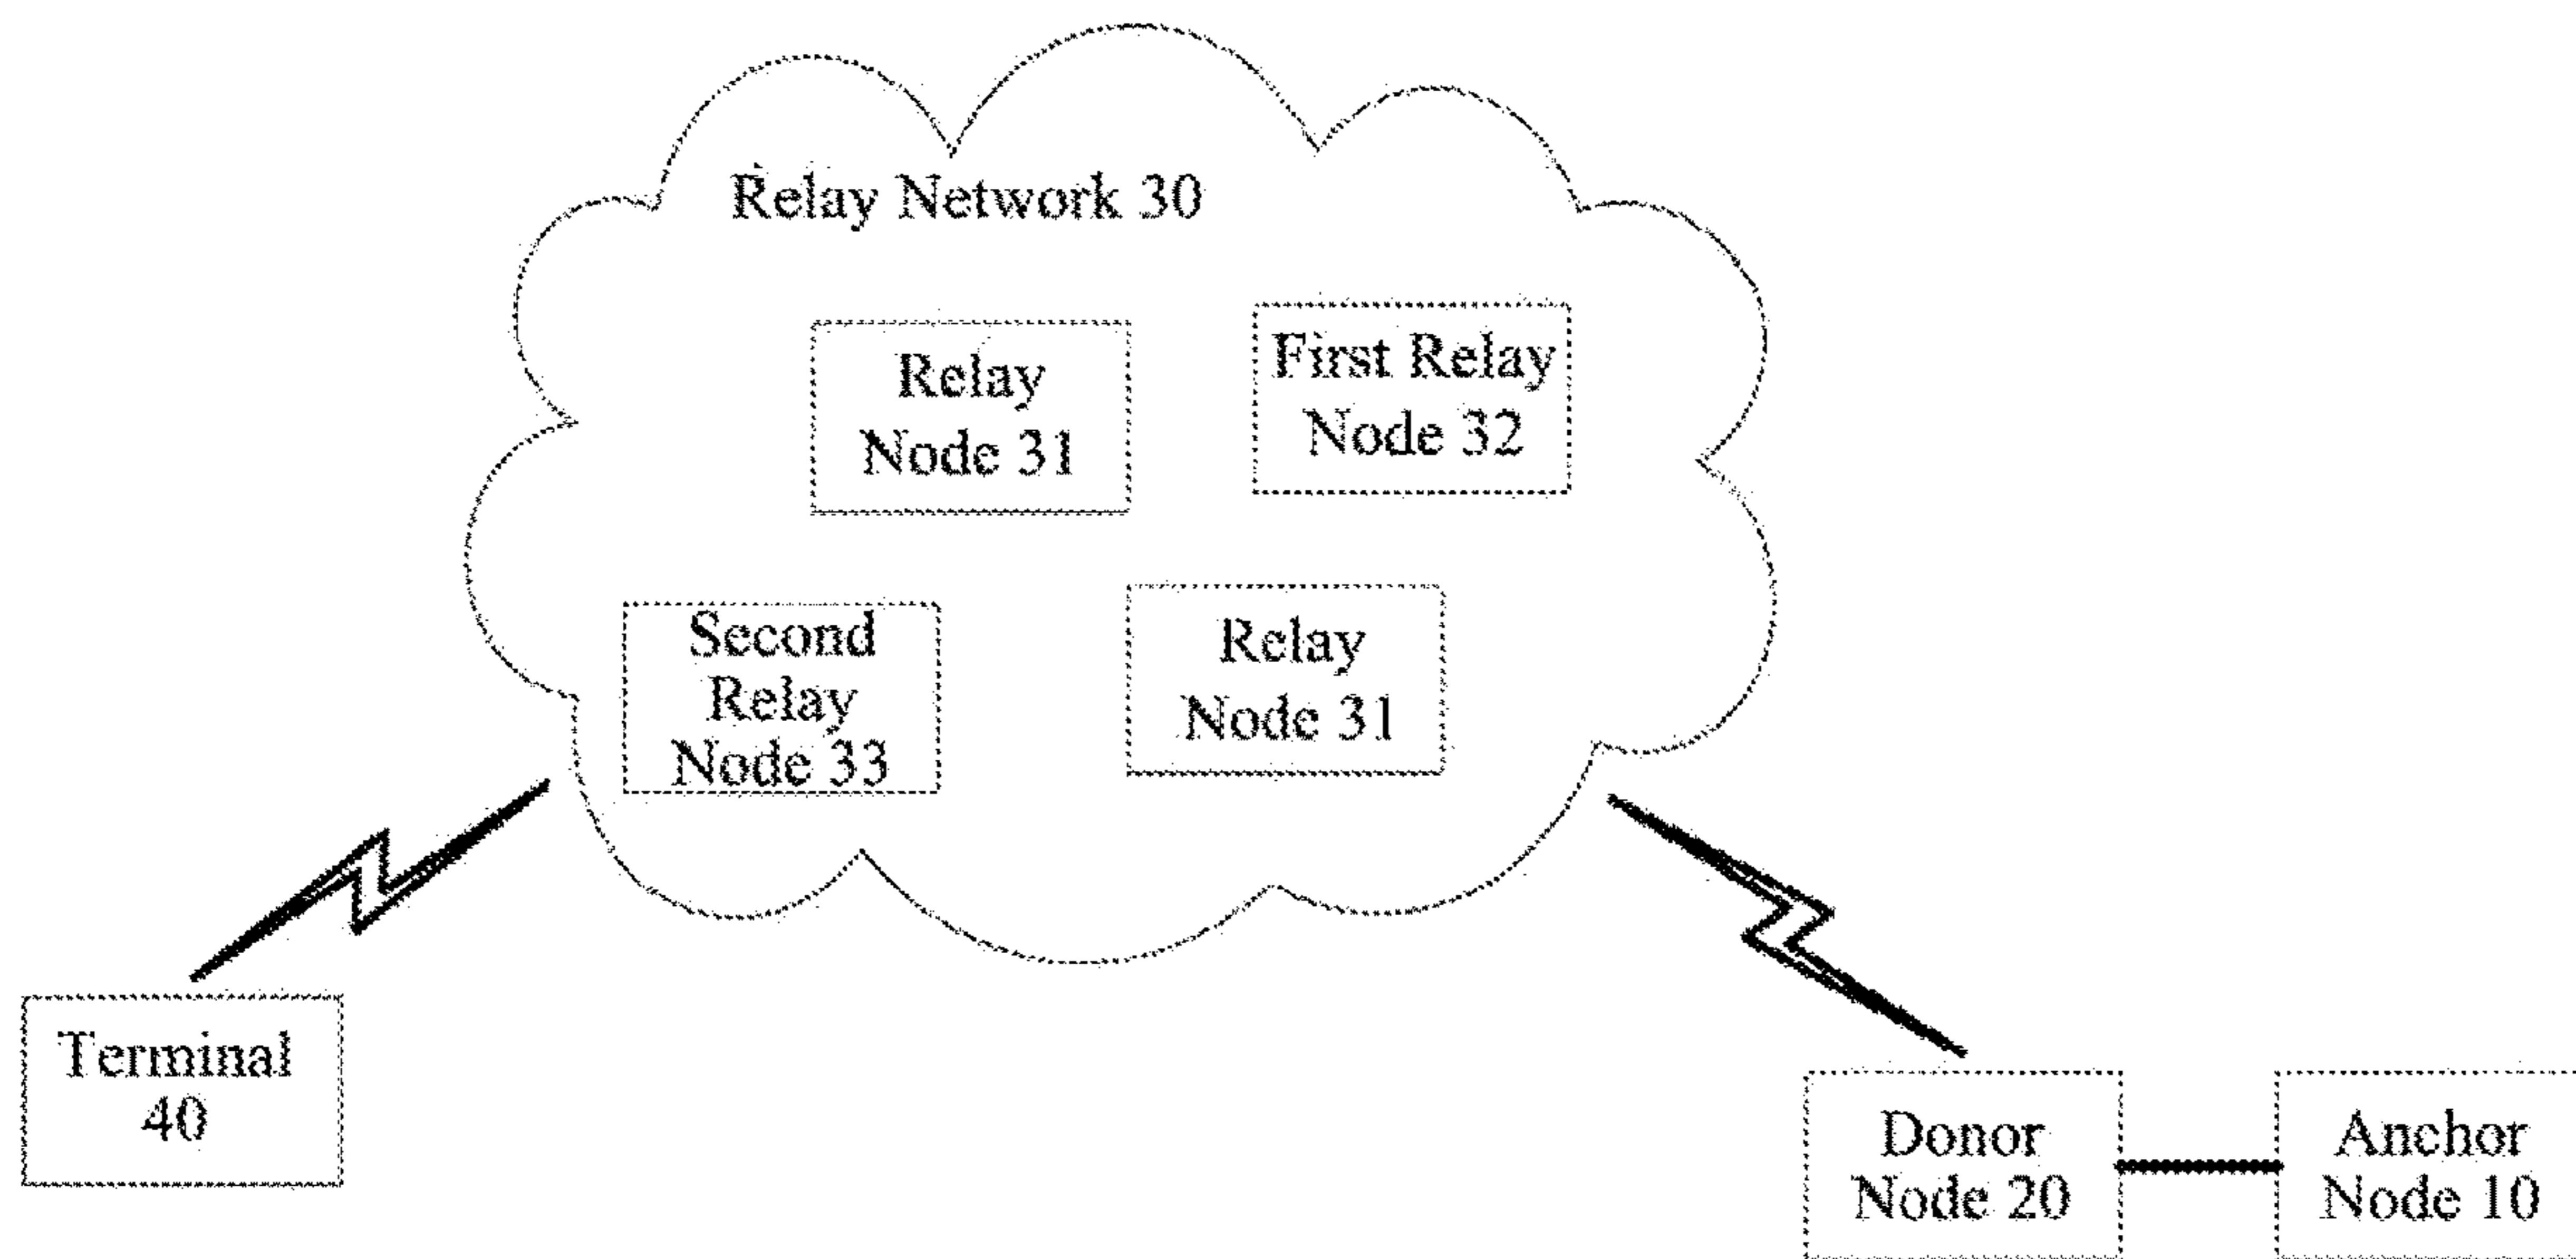 Relay Network 30
Relay
Node 31
First Relay
Node 32
Second
Relay
Node 33
Relay
Node 31
Terminal
40
Donor
Node 20
Anchor
Node 10